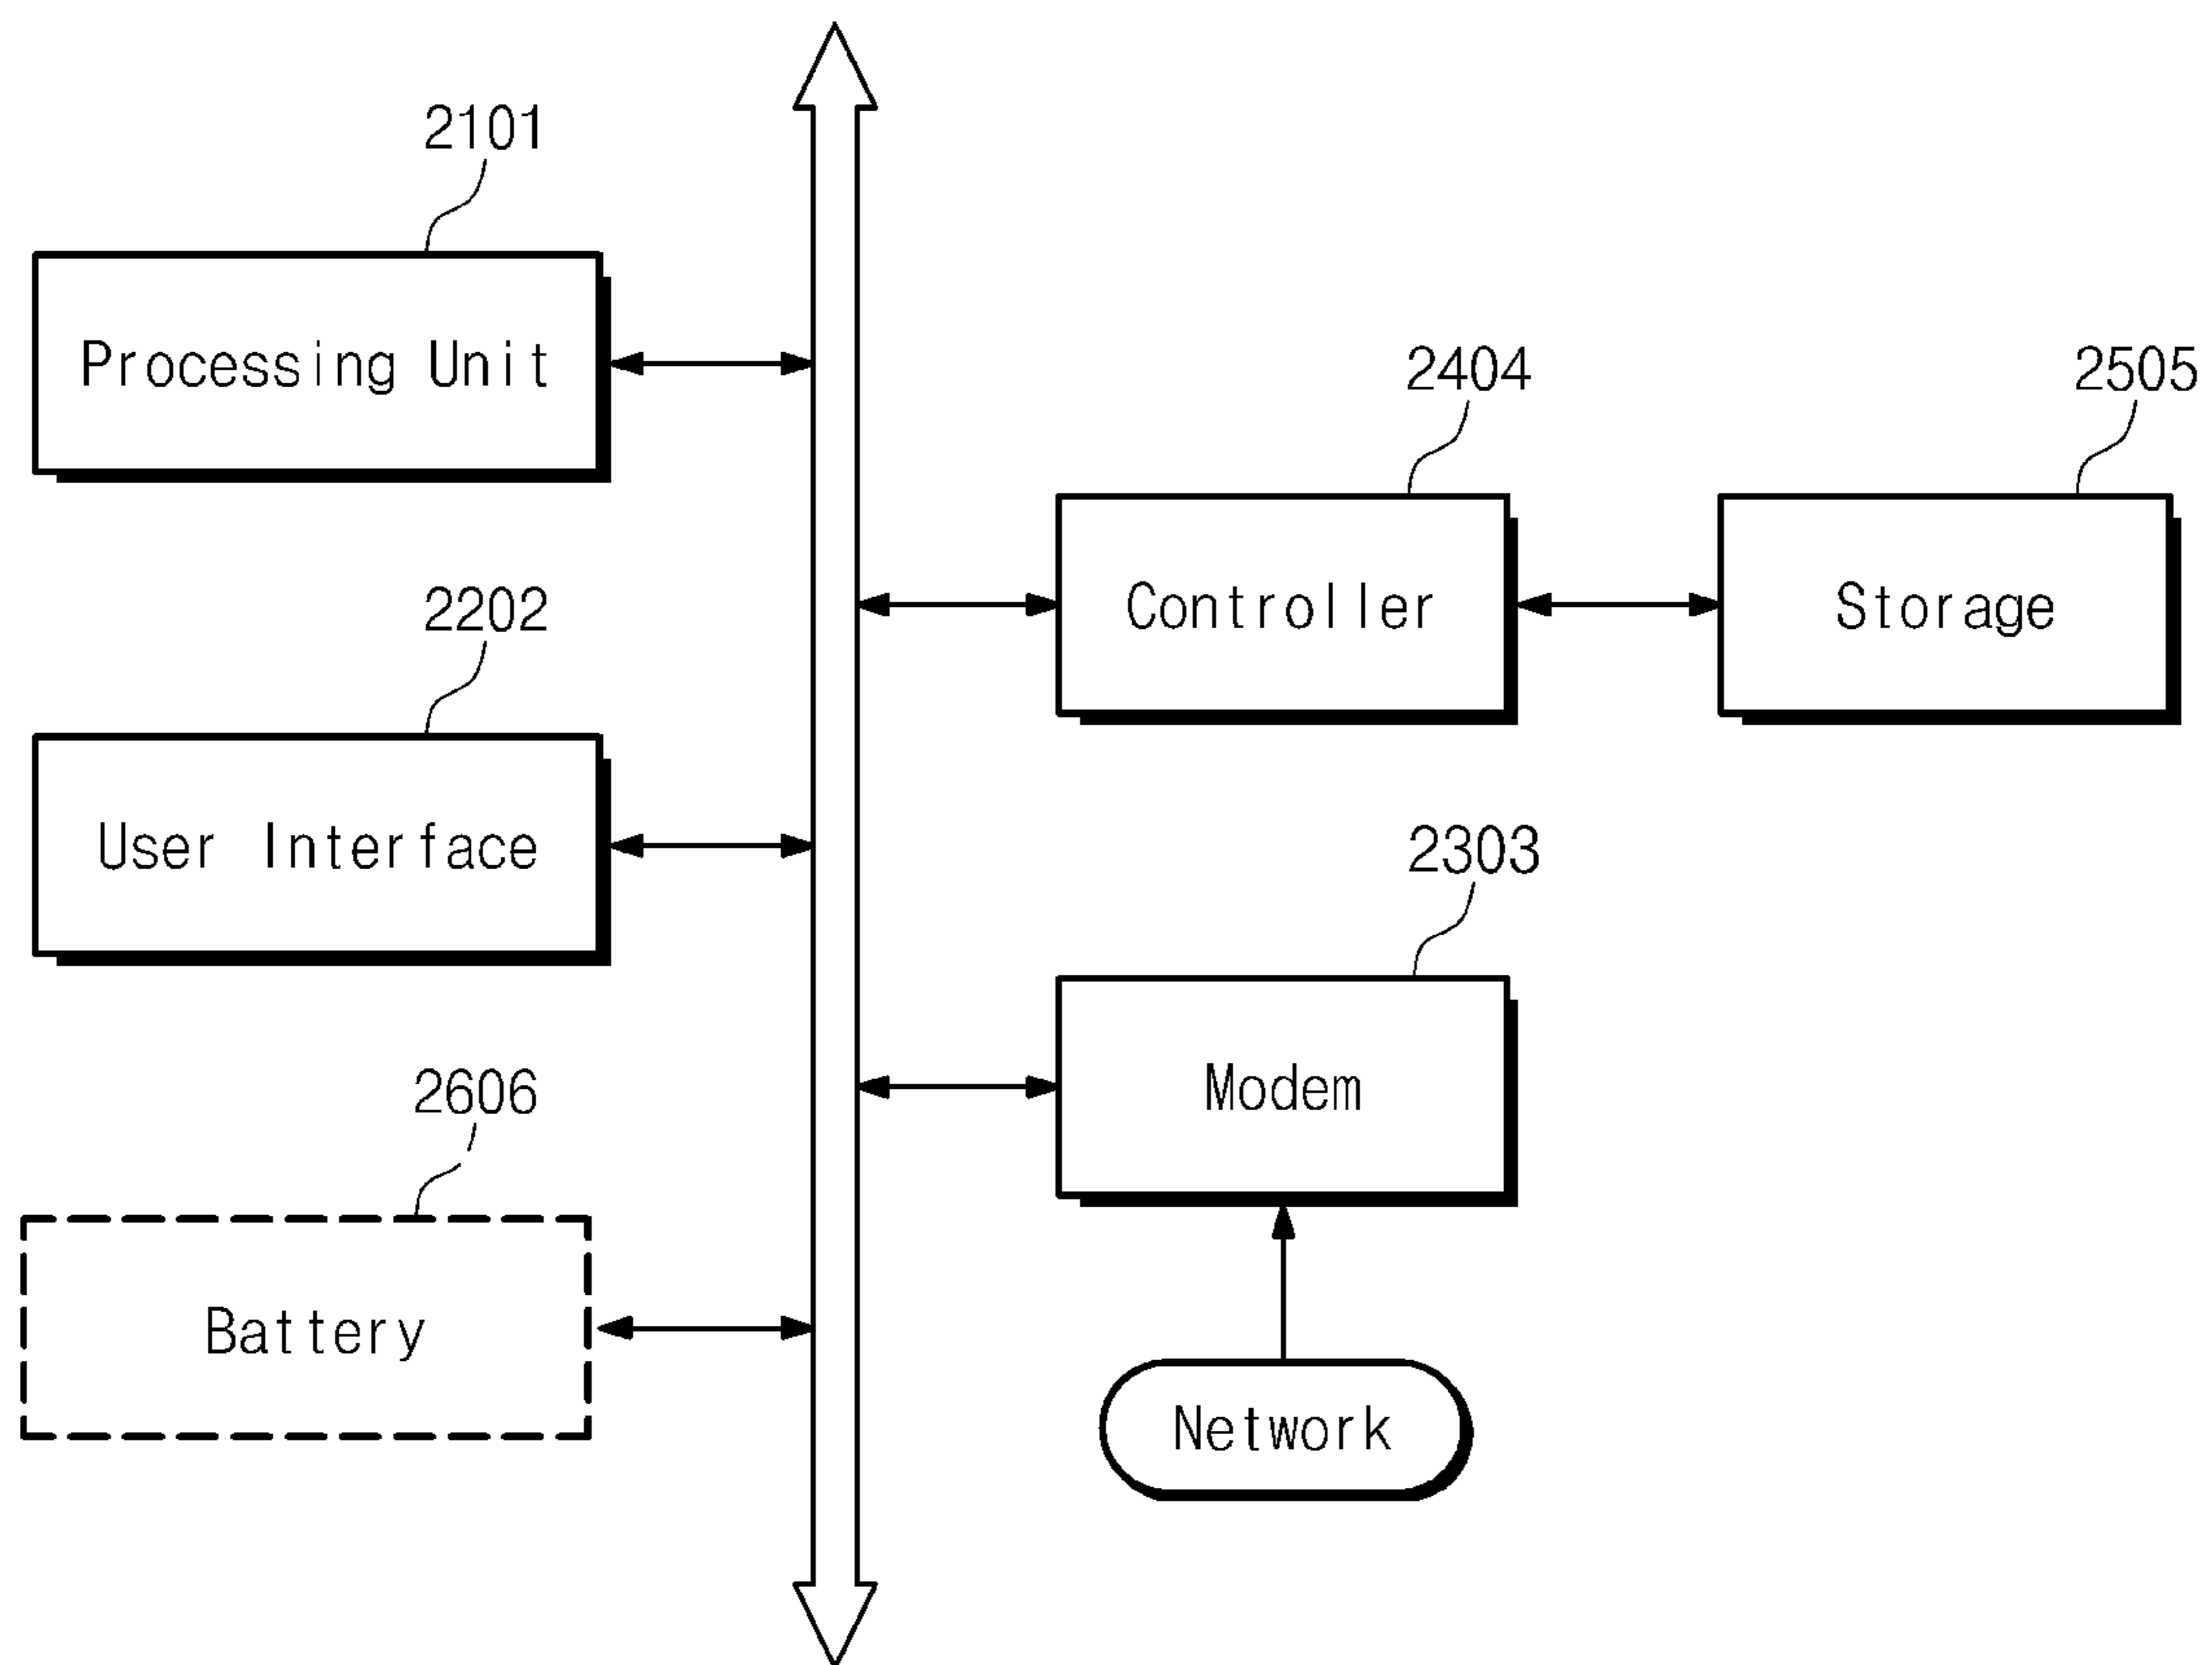 2101
Processing Unit
2404
2505
Controller
Storage
2202
User Interface
2303
Modem
2606
Battery
Network